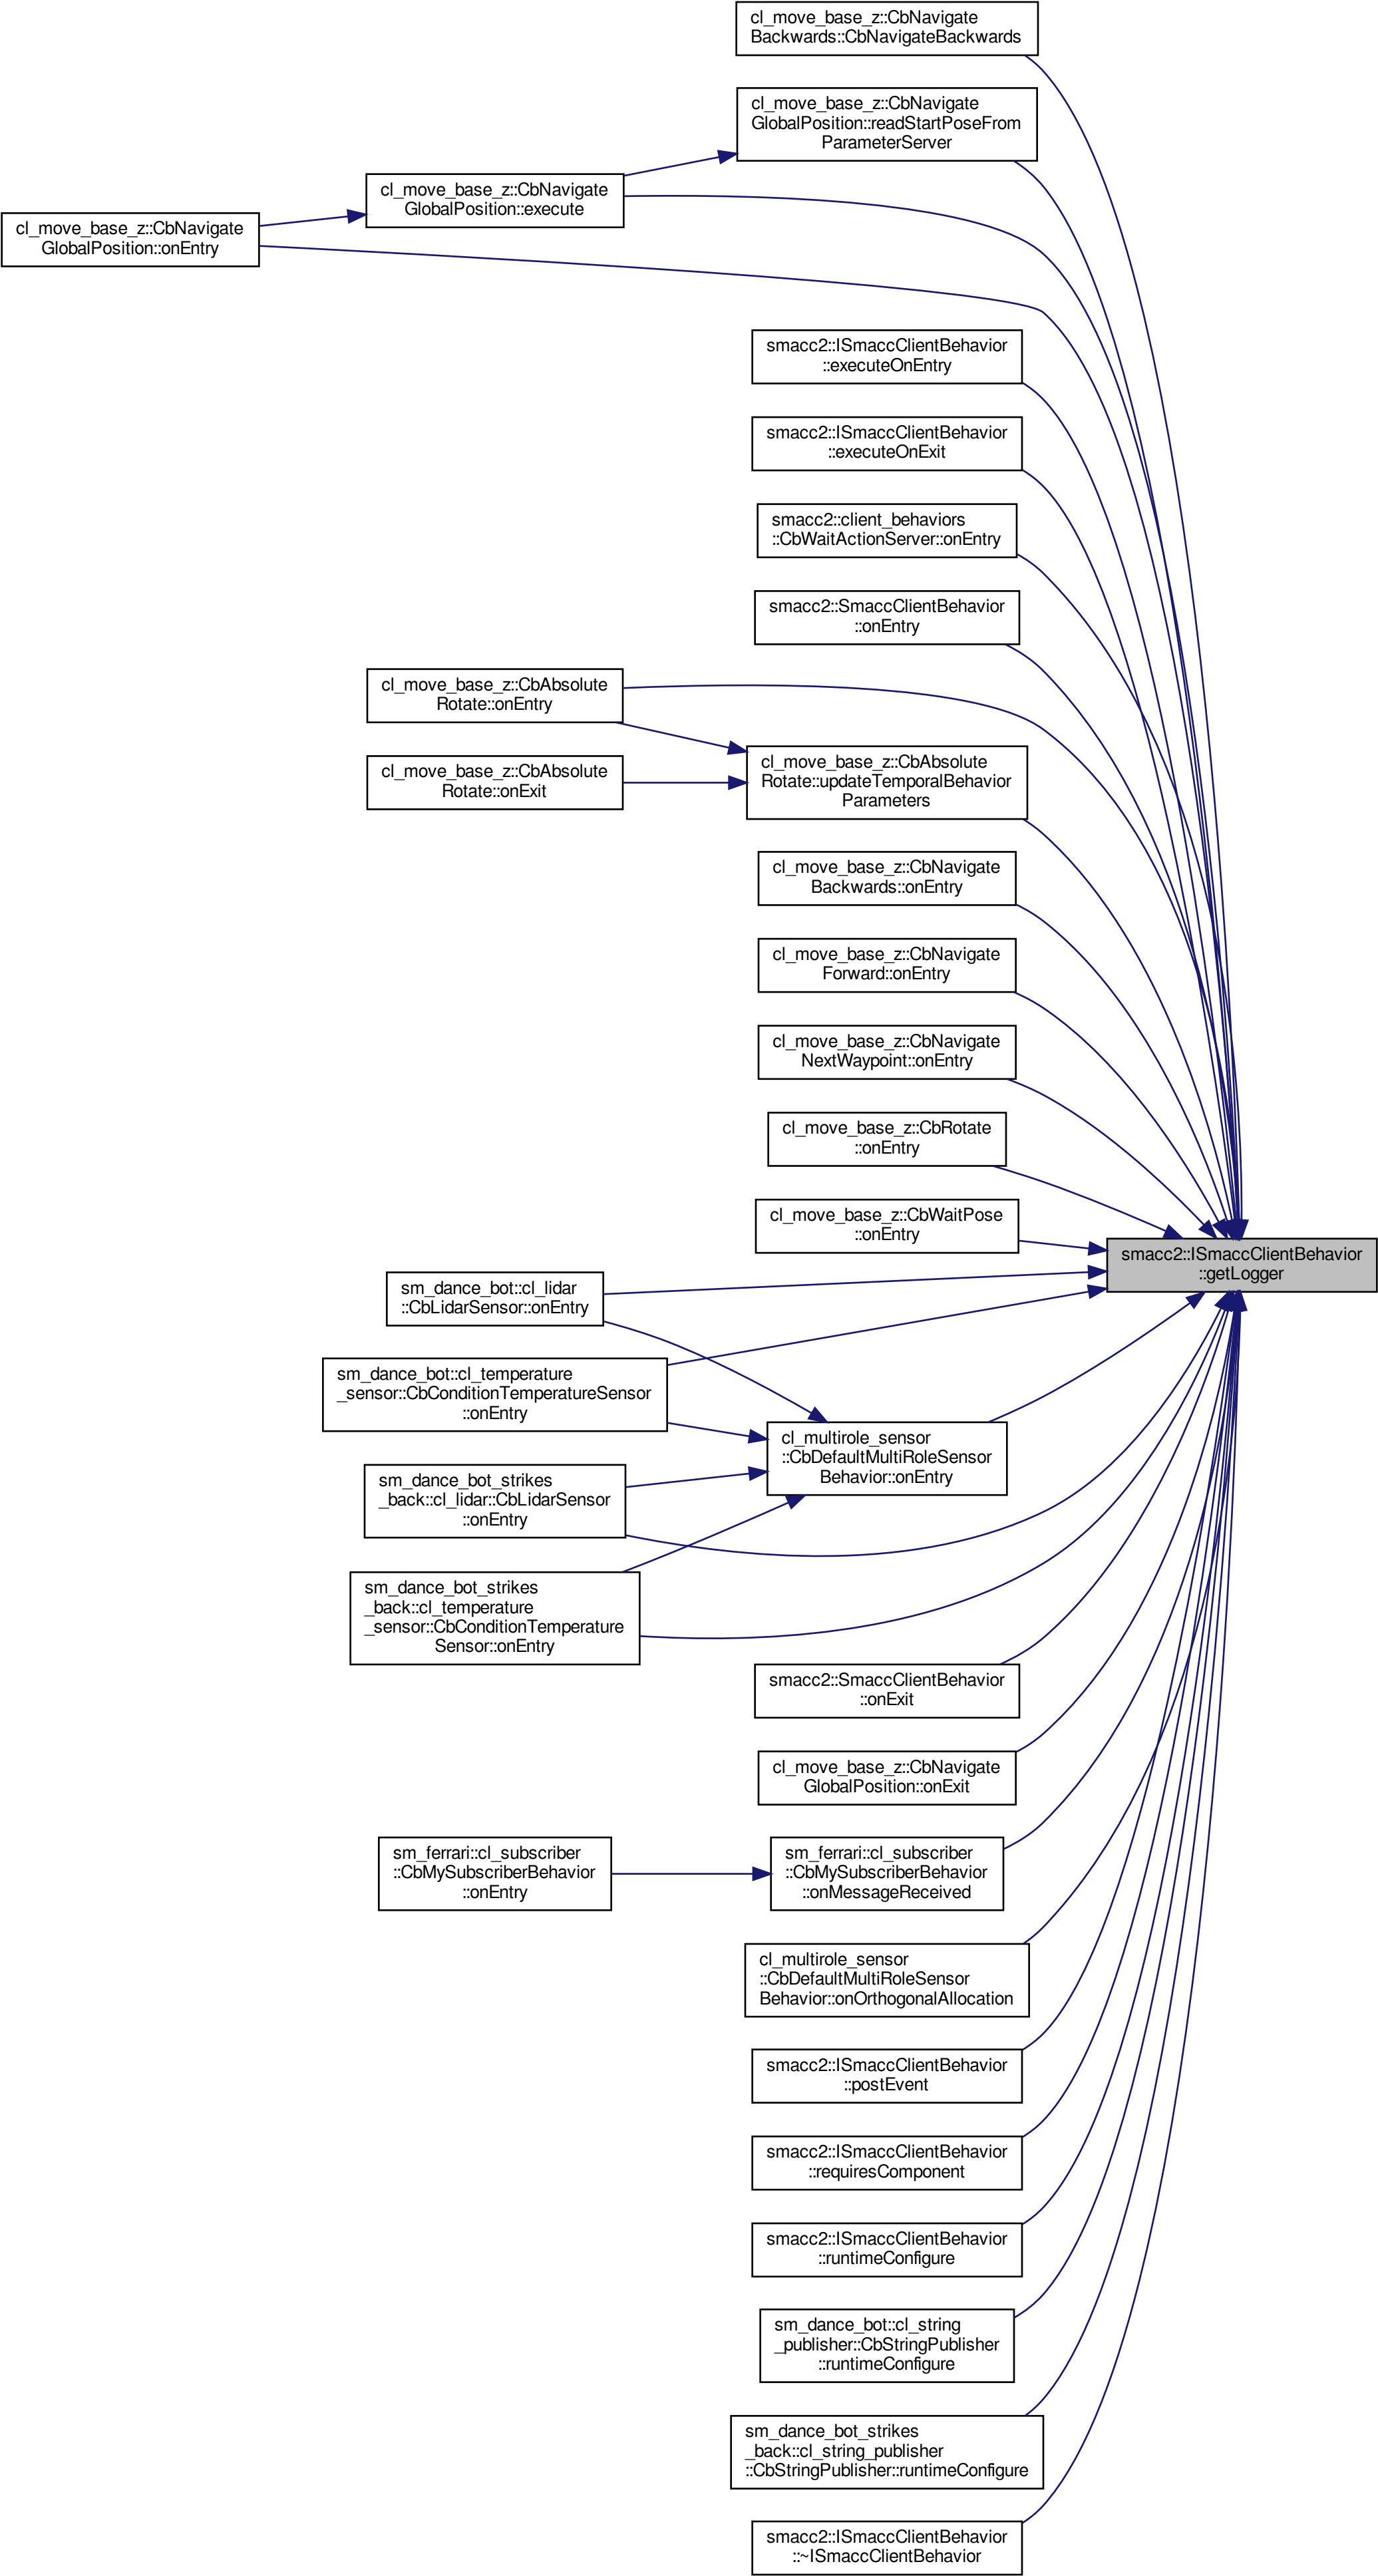 cl_move_base_z::CbNavigate
Backwards::CbNavigateBackwards
cl_move_base_z::CbNavigate
GlobalPosition::readStartPoseFrom
ParameterServer
cl_move_base_z::CbNavigate
GlobalPosition::execute
cl_move_base_z::CbNavigate
GlobalPosition::onEntry
smacc2::ISmaccClientBehavior
::executeOnEntry
smacc2::ISmaccClientBehavior
::executeOnExit
smacc2::client_behaviors
::CbWaitActionServer::onEntry
smacc2::SmaccClientBehavior
::onEntry
cl_move_base_z::CbAbsolute
Rotate::onEntry
cl_move_base_z::CbAbsolute
Rotate::updateTemporalBehavior
Parameters
cl_move_base_z::CbAbsolute
Rotate::onExit
cl_move_base_z::CbNavigate
Backwards::onEntry
cl_move_base_z::CbNavigate
Forward::onEntry
cl_move_base_z::CbNavigate
NextWaypoint::onEntry
cl_move_base_z::CbRotate
::onEntry
cl_move_base_z::CbWaitPose
::onEntry
smacc2::ISmaccClientBehavior
::getLogger
sm_dance_bot::cl_lidar
::CbLidarSensor::onEntry
sm_dance_bot::cl_temperature
_sensor::CbConditionTemperatureSensor
::onEntry
cl_multirole_sensor
::CbDefaultMultiRoleSensor
Behavior::onEntry
sm_dance_bot_strikes
_back::cl_lidar::CbLidarSensor
::onEntry
sm_dance_bot_strikes
_back::cl_temperature
_sensor::CbConditionTemperature
Sensor::onEntry
smacc2::SmaccClientBehavior
::onExit
cl_move_base_z::CbNavigate
GlobalPosition::onExit
sm_ferrari::cl_subscriber
::CbMySubscriberBehavior
::onEntry
sm_ferrari::cl_subscriber
::CbMySubscriberBehavior
::onMessageReceived
cl_multirole_sensor
::CbDefaultMultiRoleSensor
Behavior::onOrthogonalAllocation
smacc2::ISmaccClientBehavior
::postEvent
smacc2::ISmaccClientBehavior
::requiresComponent
smacc2::ISmaccClientBehavior
::runtimeConfigure
sm_dance_bot::cl_string
_publisher::CbStringPublisher
::runtimeConfigure
sm_dance_bot_strikes
_back::cl_string_publisher
::CbStringPublisher::runtimeConfigure
smacc2::ISmaccClientBehavior
::~ISmaccClientBehavior